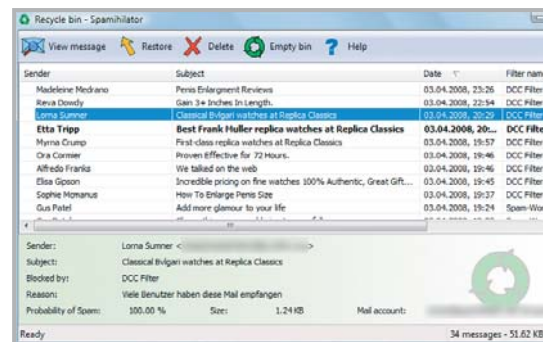 Recycle bin - Spamihilator
View message Restore Delete Empty bin Help
Sender Subject Date Filter nam
Madeleine Medrano Penis Enlargment Reviews 03.04.2008, 23:26 DCC Filter
Reva Dowdy Gain 3+ Inches In Length. 03.04.2008, 22:54 DCC Filter
Lorna Sumner Classical Bvlgari watches at Replica Classics 03.04.2008, 20:29 DCC Filter
Etta Tripp Best Frank Muller replica watches at Replica Classics 03.04.2008, 20:... DCC Filte
Myrna Crump First-class replica watches at Replica Classics 03.04.2008, 19:57 DCC Filter
Ora Cormier Proven Effective for 72 Hours. 03.04.2008, 19:46 DCC Filter
Alfredo Franks We talked on the web 03.04.2008, 19:46 DCC Filter
Elisa Gipson Incredible pricing on fine watches 100% Authentic, Great Gift... 03.04.2008, 19:45 DCC Filter
Sophie Mcmanus How To Enlarge Penis Size 03.04.2008, 19:37 DCC Filter
Gus Patel Add more glamour to your life 03.04.2008, 19:24 Spam-Wor
Sender: Lorna Sumner < >
Subject: Classical Bvlgari watches at Replica Classics
Blocked by: DCC Filter
Reason: Viele Benutzer haben diese Mail empfangen
Probability of Spam: 100.00 % Size: 1.24 KB Mail account:
Ready 34 messages - 51.62 KB